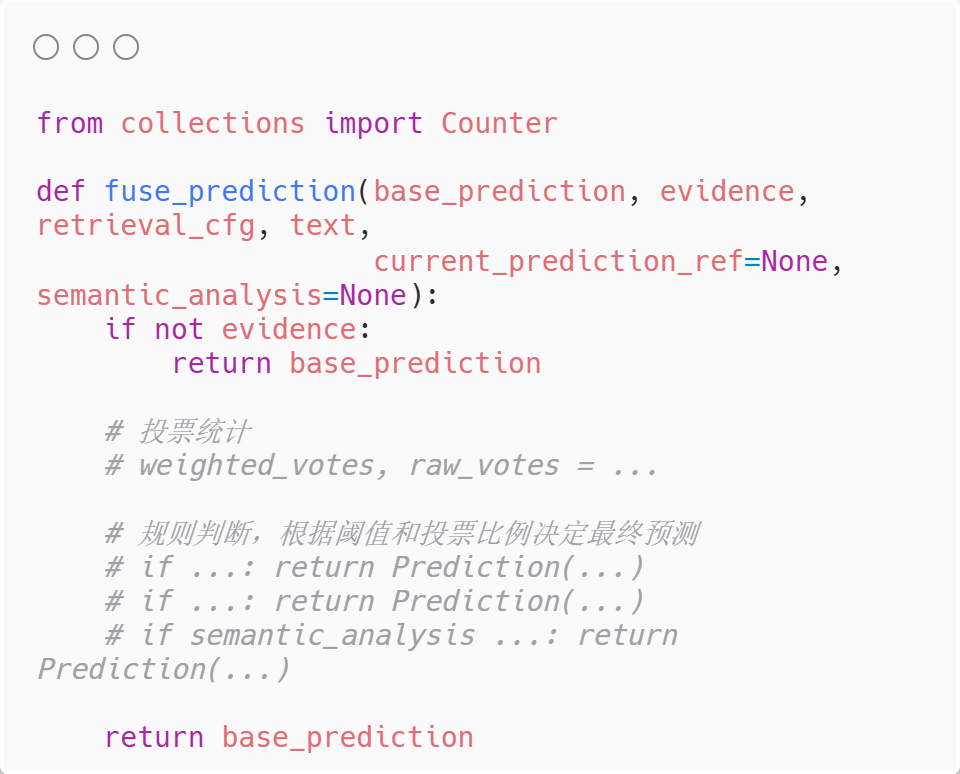 from collections import Counter
def fuse_prediction(base_prediction, evidence,
retrieval_cfg, text,
                    current_prediction_ref=None,
semantic_analysis=None):
    if not evidence:
        return base_prediction
    # 投票统计
    # weighted_votes, raw_votes = ...
    # 规则判断，根据阈值和投票比例决定最终预测
    # if ...: return Prediction(...)
    # if ...: return Prediction(...)
    # if semantic_analysis ...: return
Prediction(...)
    return base_prediction